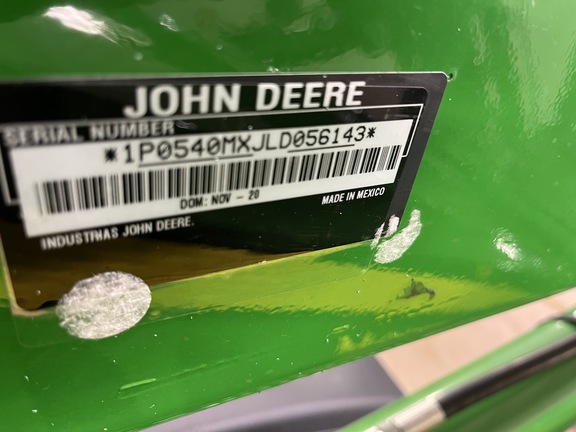 JOHN DEERE
SERIAL NUMBER
*1P0540MXJLD056143*
DOM: NOV - 20
MADE IN MEXICO
INDUSTRIAS JOHN DEERE.